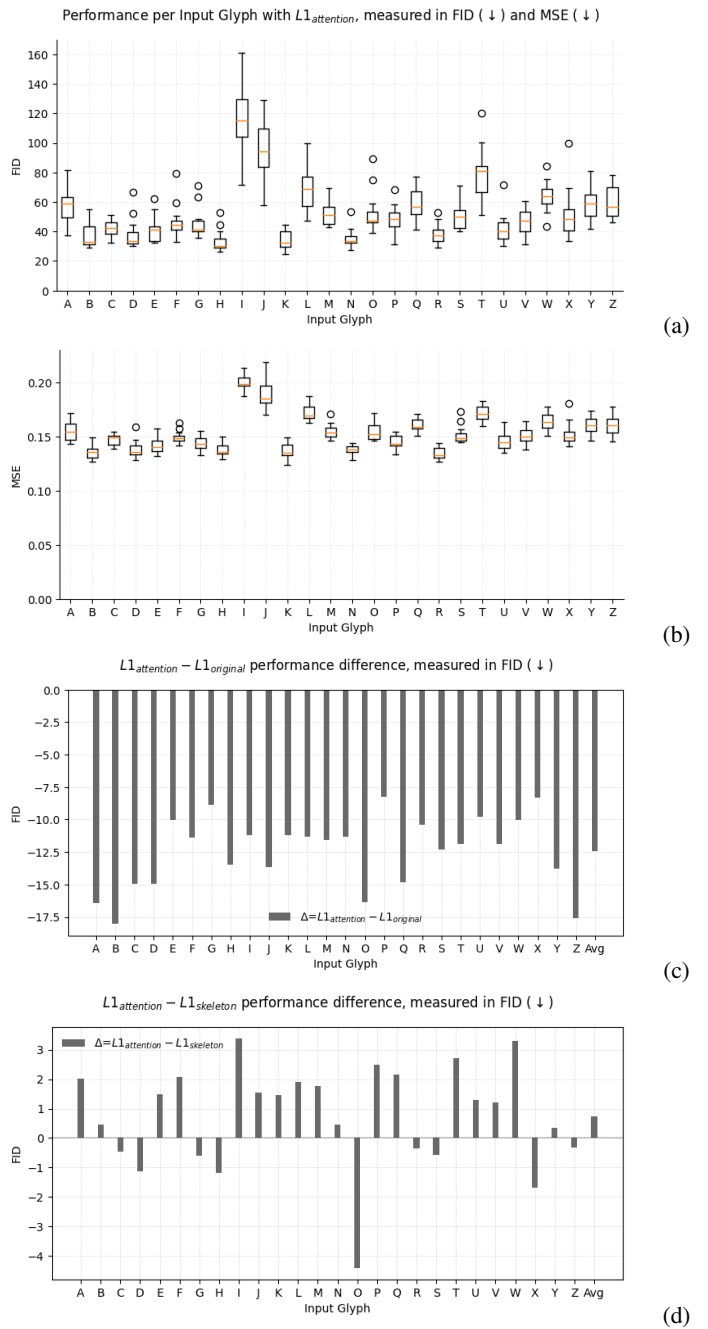 Performance per Input Glyph with L1attention, measured in FID (↓) and MSE (↓)
160
140
120
100
80
60
40
20
0
FID
A B C D E F G H I J K L M N O P Q R S T U V W X Y Z
Input Glyph
(a)
0.20
0.15
0.10
0.05
0.00
MSE
A B C D E F G H I J K L M N O P Q R S T U V W X Y Z
Input Glyph
(b)
L1attention − L1original performance difference, measured in FID (↓)
0.0
−2.5
−5.0
−7.5
−10.0
−12.5
−15.0
−17.5
FID
Δ=L1attention − L1original
A B C D E F G H I J K L M N O P Q R S T U V W X Y Z Avg
Input Glyph
(c)
L1attention − L1skeleton performance difference, measured in FID (↓)
Δ=L1attention − L1skeleton
3
2
1
0
−1
−2
−3
−4
FID
A B C D E F G H I J K L M N O P Q R S T U V W X Y Z Avg
Input Glyph
(d)